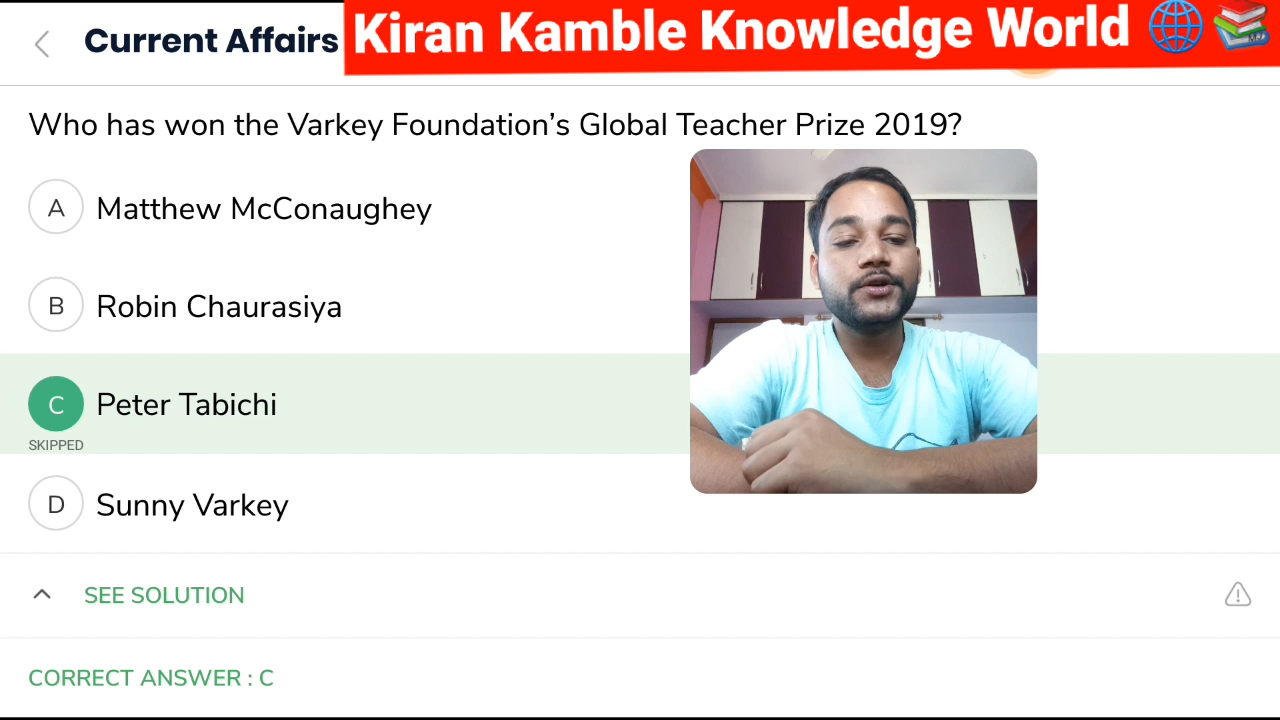 Current Affairs
Kiran Kamble Knowledge World
MJ
Who has won the Varkey Foundation’s Global Teacher Prize 2019?
A Matthew McConaughey
B Robin Chaurasiya
C Peter Tabichi
SKIPPED
D Sunny Varkey
SEE SOLUTION
CORRECT ANSWER : C